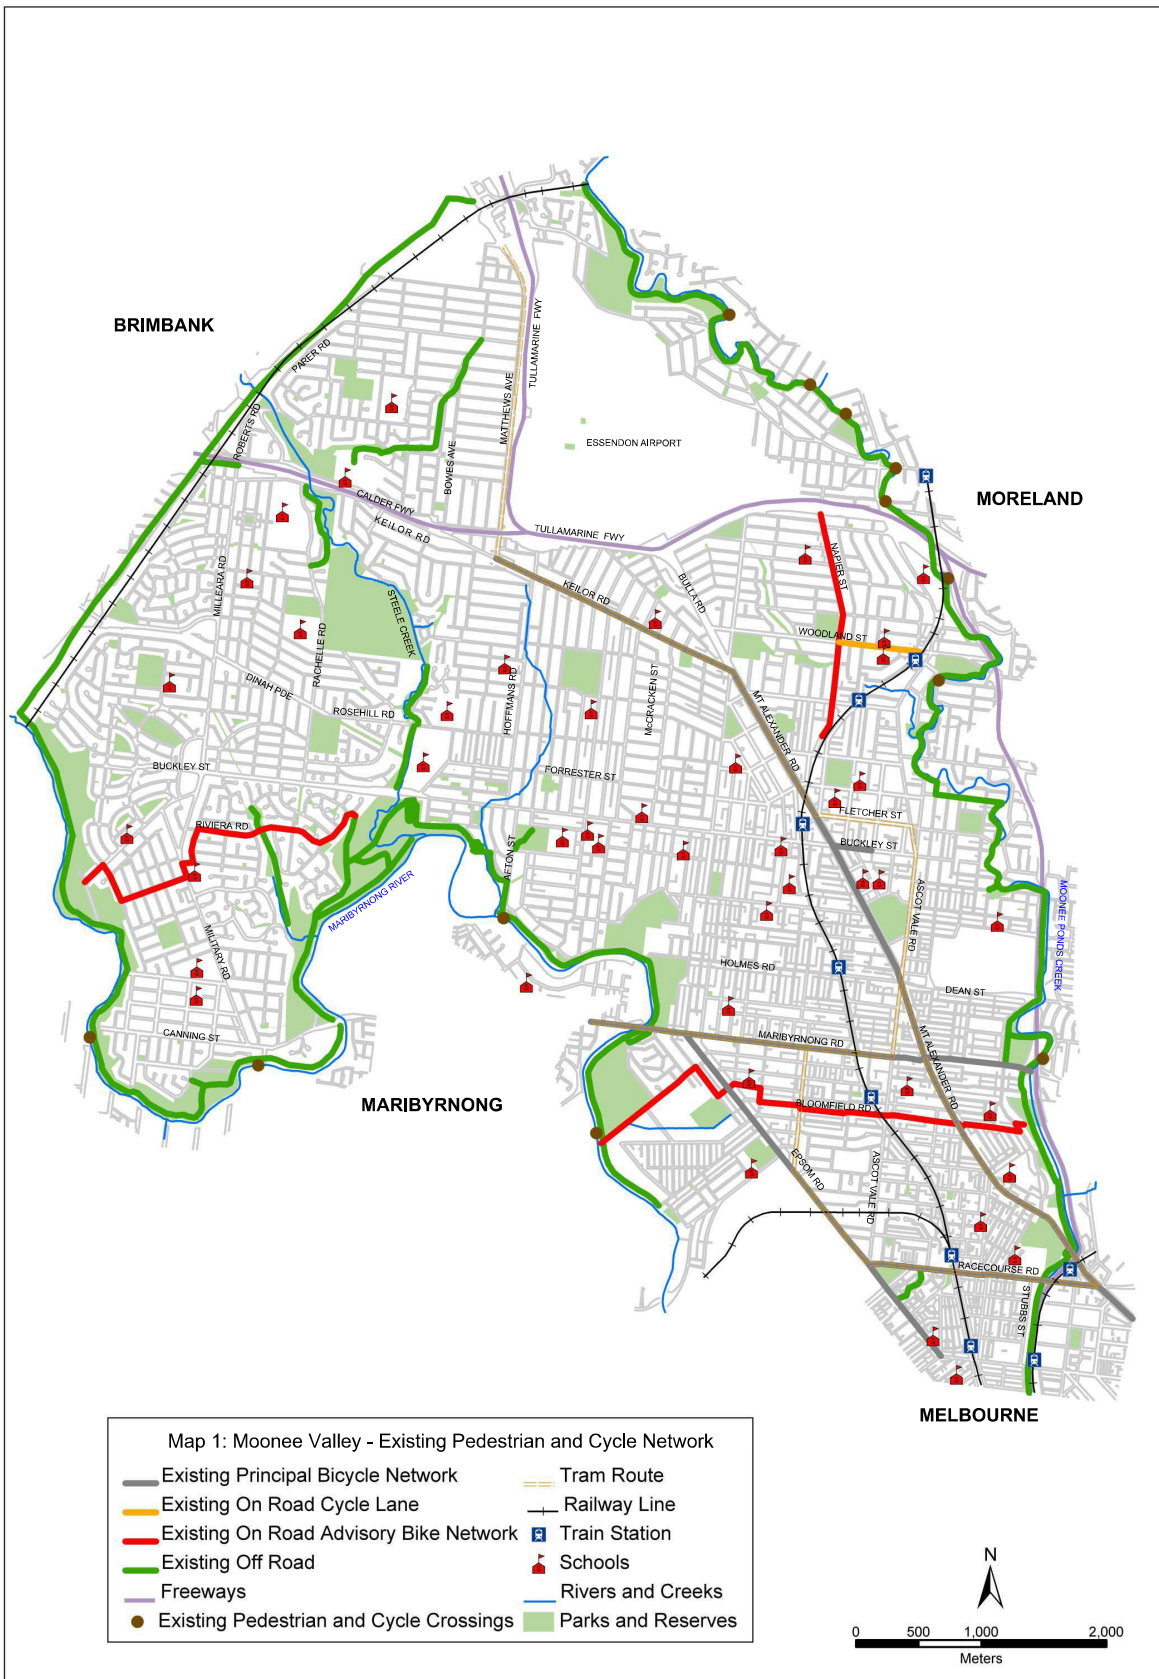 BRIMBANK
PARER RD
MATTHEWS AVE
TULLAMARINE FWY
ROBERTS RD
BOWES AVE
ESSENDON AIRPORT
MORELAND
CALDER FWY
KEILOR RD
TULLAMARINE FWY
NAPIER ST
MILLEARA RD
STEELE CREEK
KEILOR RD
BULLA RD
WOODLAND ST
RACHELLE RD
DINAH PDE
ROSEHILL RD
HOFFMANS RD
McCRACKEN ST
MT ALEXANDER RD
BUCKLEY ST
FORRESTER ST
FLETCHER ST
RIVIERA RD
AFTON ST
BUCKLEY ST
MARIBYRNONG RIVER
ASCOT VALE RD
MOONEE PONDS CREEK
MILITARY RD
HOLMES RD
DEAN ST
CANNING ST
MARIBYRNONG RD
MT ALEXANDER RD
MARIBYRNONG
BLOOMFIELD RD
EPSOM RD
ASCOT VALE RD
RACECOURSE RD
STUBBS ST
MELBOURNE
Map 1: Moonee Valley - Existing Pedestrian and Cycle Network
Existing Principal Bicycle Network
Existing On Road Cycle Lane
Existing On Road Advisory Bike Network
Existing Off Road
Freeways
Existing Pedestrian and Cycle Crossings
Tram Route
Railway Line
Train Station
Schools
Rivers and Creeks
Parks and Reserves
N
0 500 1,000 2,000
Meters